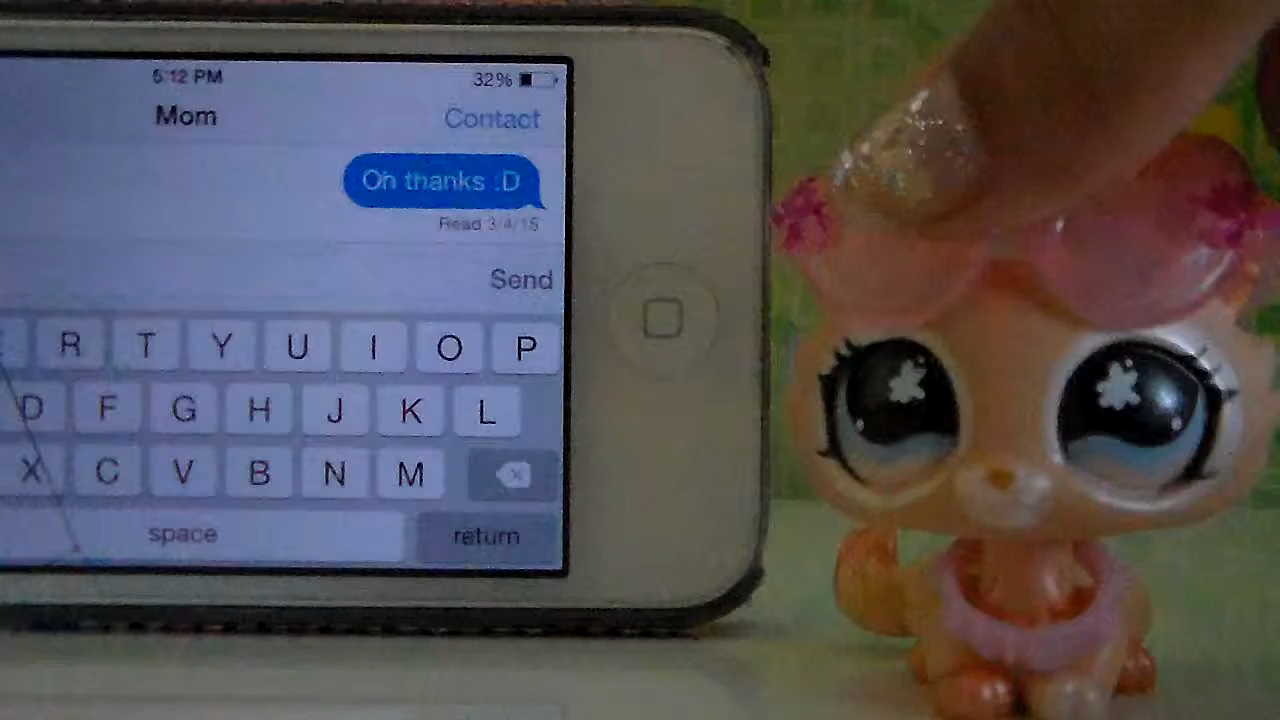 5:12 PM 32%
Mom Contact
Oh thanks :D
Read 3/4/15
Send
R T Y U I O P
D F G H J K L
X C V B N M
space return